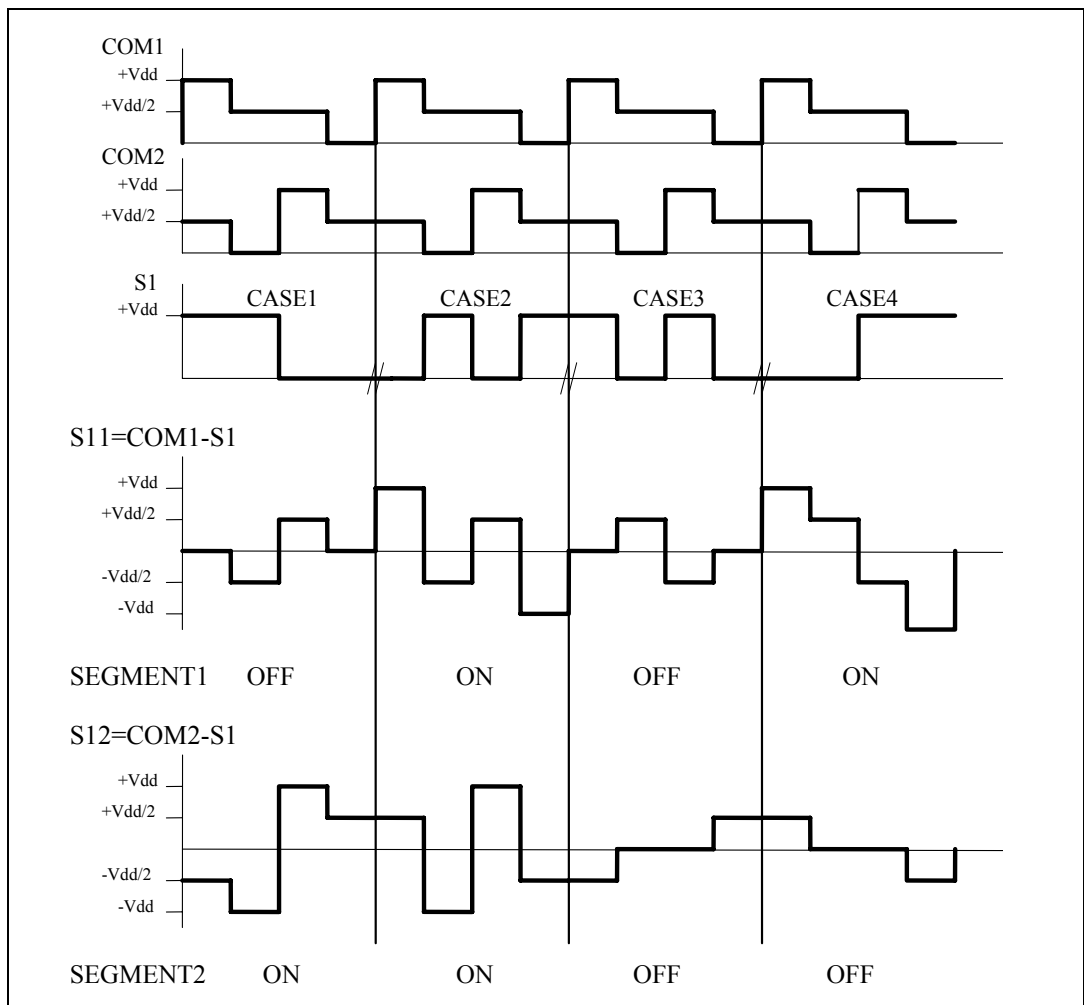 COM1
+Vdd
+Vdd/2
COM2
+Vdd
+Vdd/2
S1
+Vdd
CASE1 CASE2 CASE3 CASE4
S11=COM1-S1
+Vdd
+Vdd/2
-Vdd/2
-Vdd
SEGMENT1 OFF ON OFF ON
S12=COM2-S1
+Vdd
+Vdd/2
-Vdd/2
-Vdd
SEGMENT2 ON ON OFF OFF